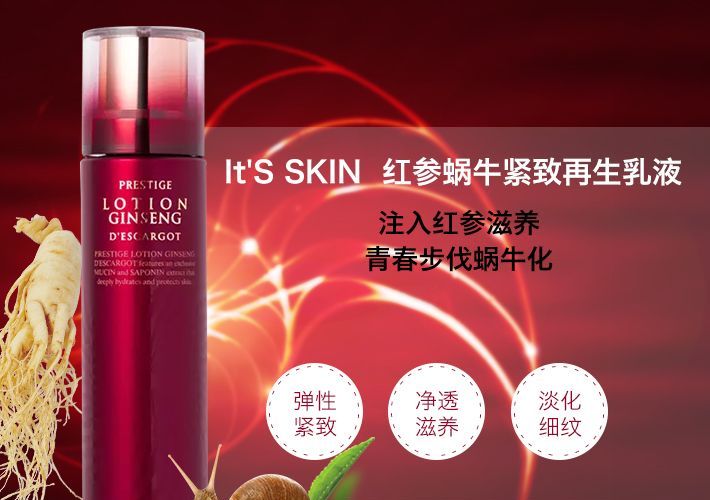 PRESTIGE
LOTION
GINSENG
D'ESCARGOT
PRESTIGE LOTION GINSENG
D'ESCARGOT features an exclusive
MUCIN and SAPONIN extract that
deeply hydrates and protects skin.
It'S SKIN 红参蜗牛紧致再生乳液
注入红参滋养
青春步伐蜗牛化
弹性
紧致
净透
滋养
淡化
细纹